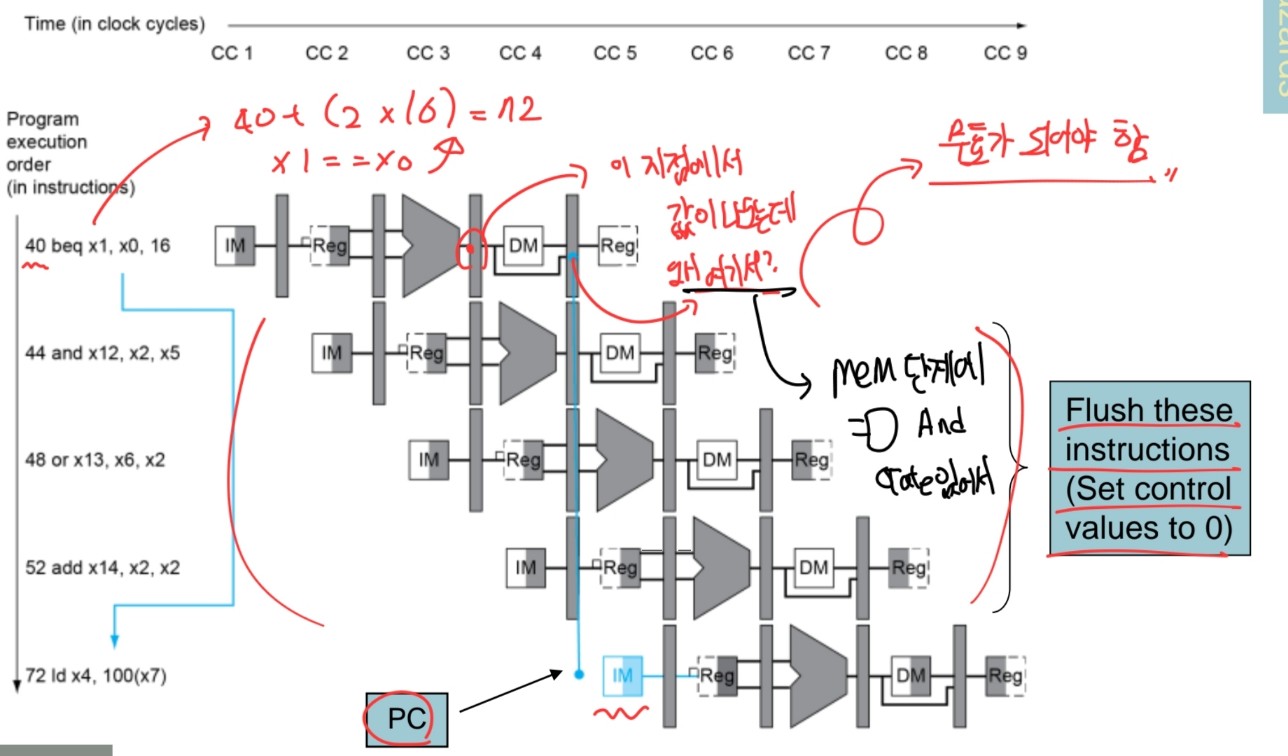 Time (in clock cycles)
CC 1 CC 2 CC 3 CC 4 CC 5 CC 6 CC 7 CC 8 CC 9
Program
execution
order
(in instructions)
40 + (2 x 16) = 72
x1 == x0
이 지점에서
값이 나오는데
왜 여기서?
루트가 되어야 함
40 beq x1, x0, 16
IM Reg DM Reg
44 and x12, x2, x5
IM Reg DM Reg
MEM 단계에
And
Gate있어서
Flush these
instructions
(Set control
values to 0)
48 or x13, x6, x2
IM Reg DM Reg
52 add x14, x2, x2
IM Reg DM Reg
72 ld x4, 100(x7)
IM Reg DM Reg
PC